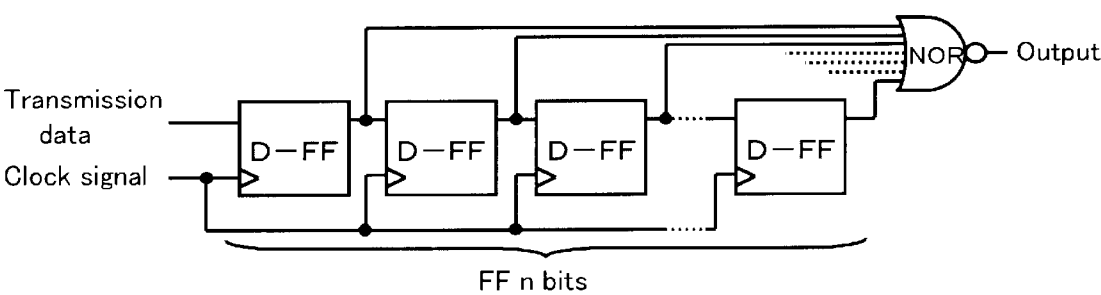 NOR
Output
Transmission
data
D-FF
D-FF
D-FF
D-FF
Clock signal
FF n bits